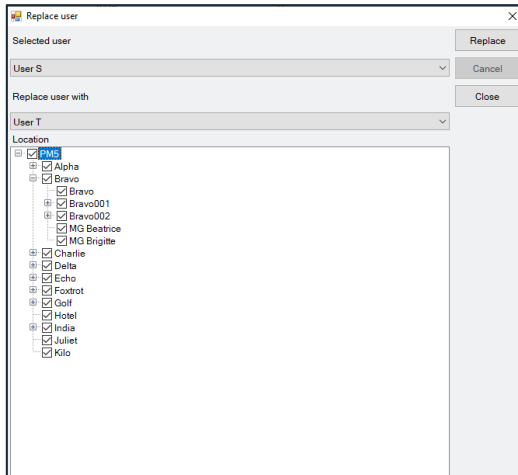 Replace user
Selected user
Replace
User S
Cancel
Replace user with
Close
User T
Location
PM5
Alpha
Bravo
Bravo
Bravo001
Bravo002
MG Beatrice
MG Brigitte
Charlie
Delta
Echo
Foxtrot
Golf
Hotel
India
Juliet
Kilo